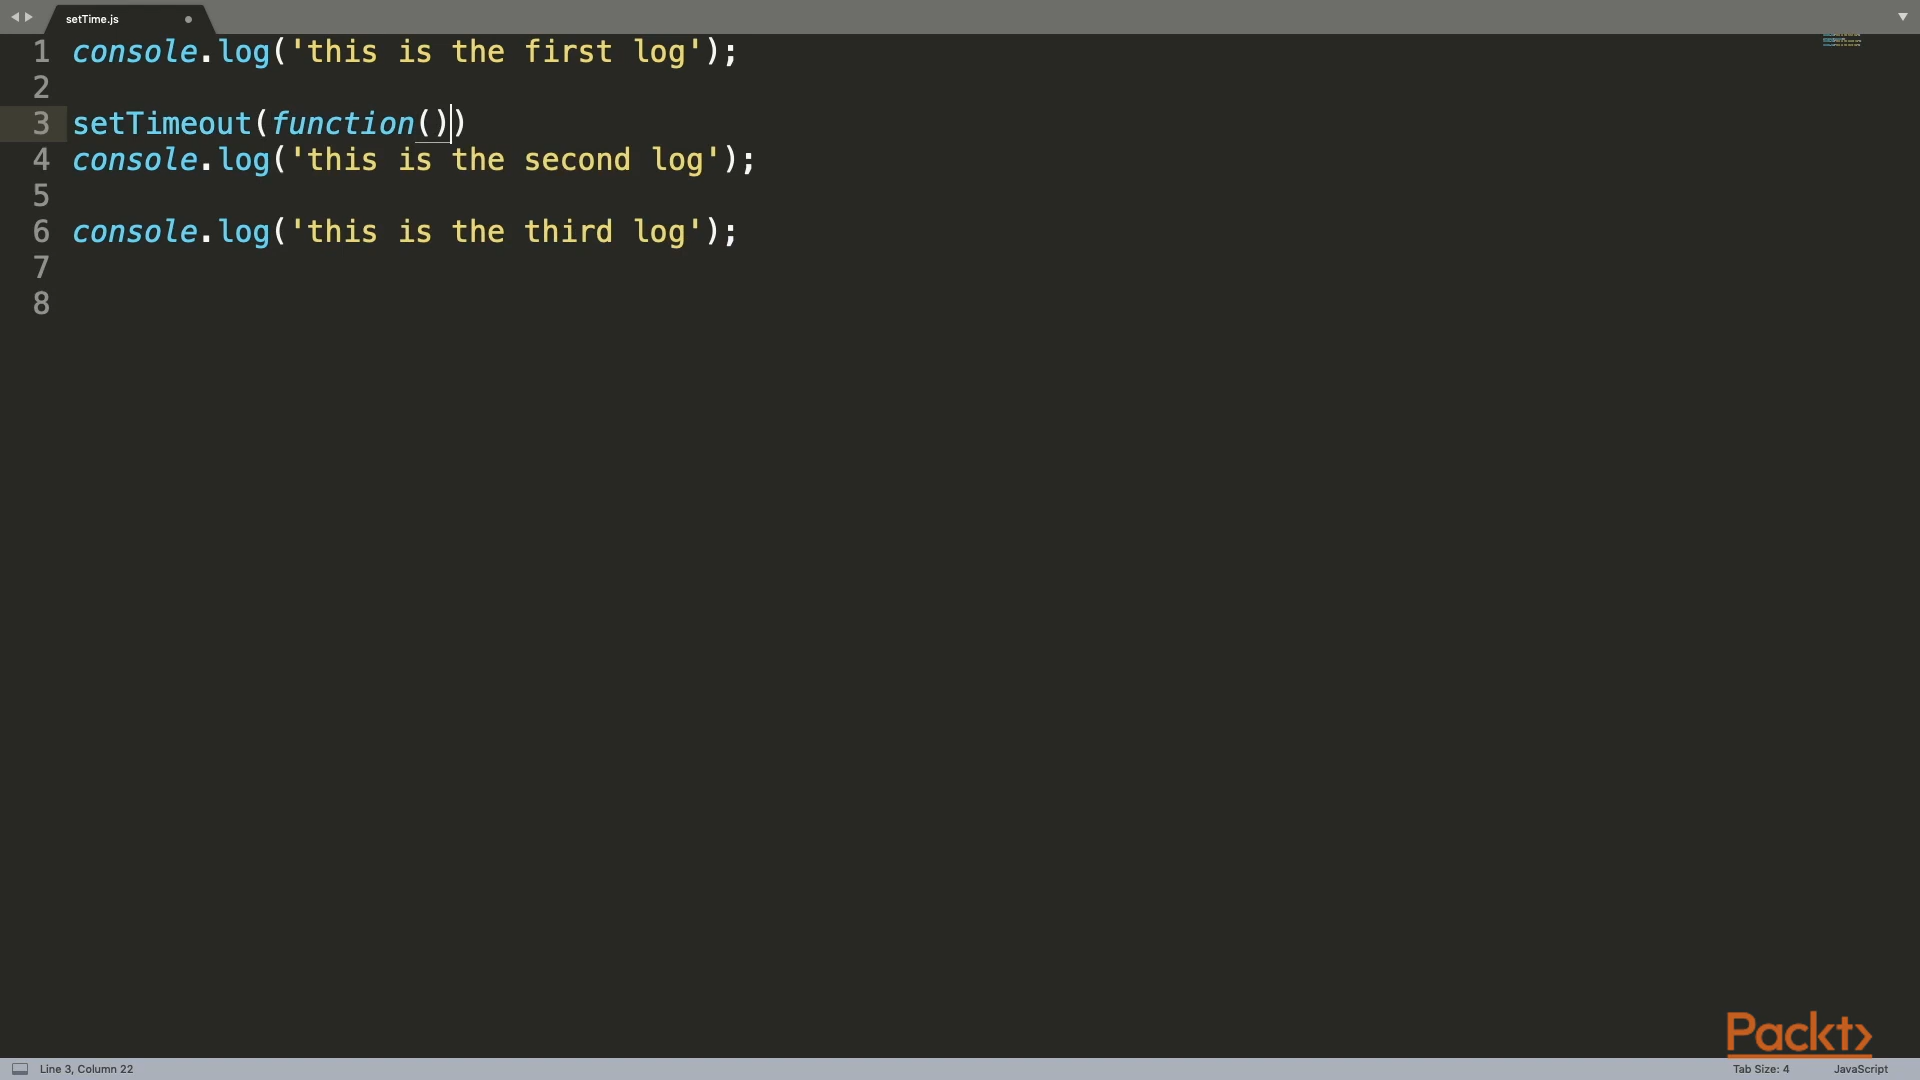 setTime.js
1 console.log('this is the first log');
2
3 setTimeout(function())
4 console.log('this is the second log');
5
6 console.log('this is the third log');
7
8
Packt>
Line 3, Column 22
Tab Size: 4
JavaScript